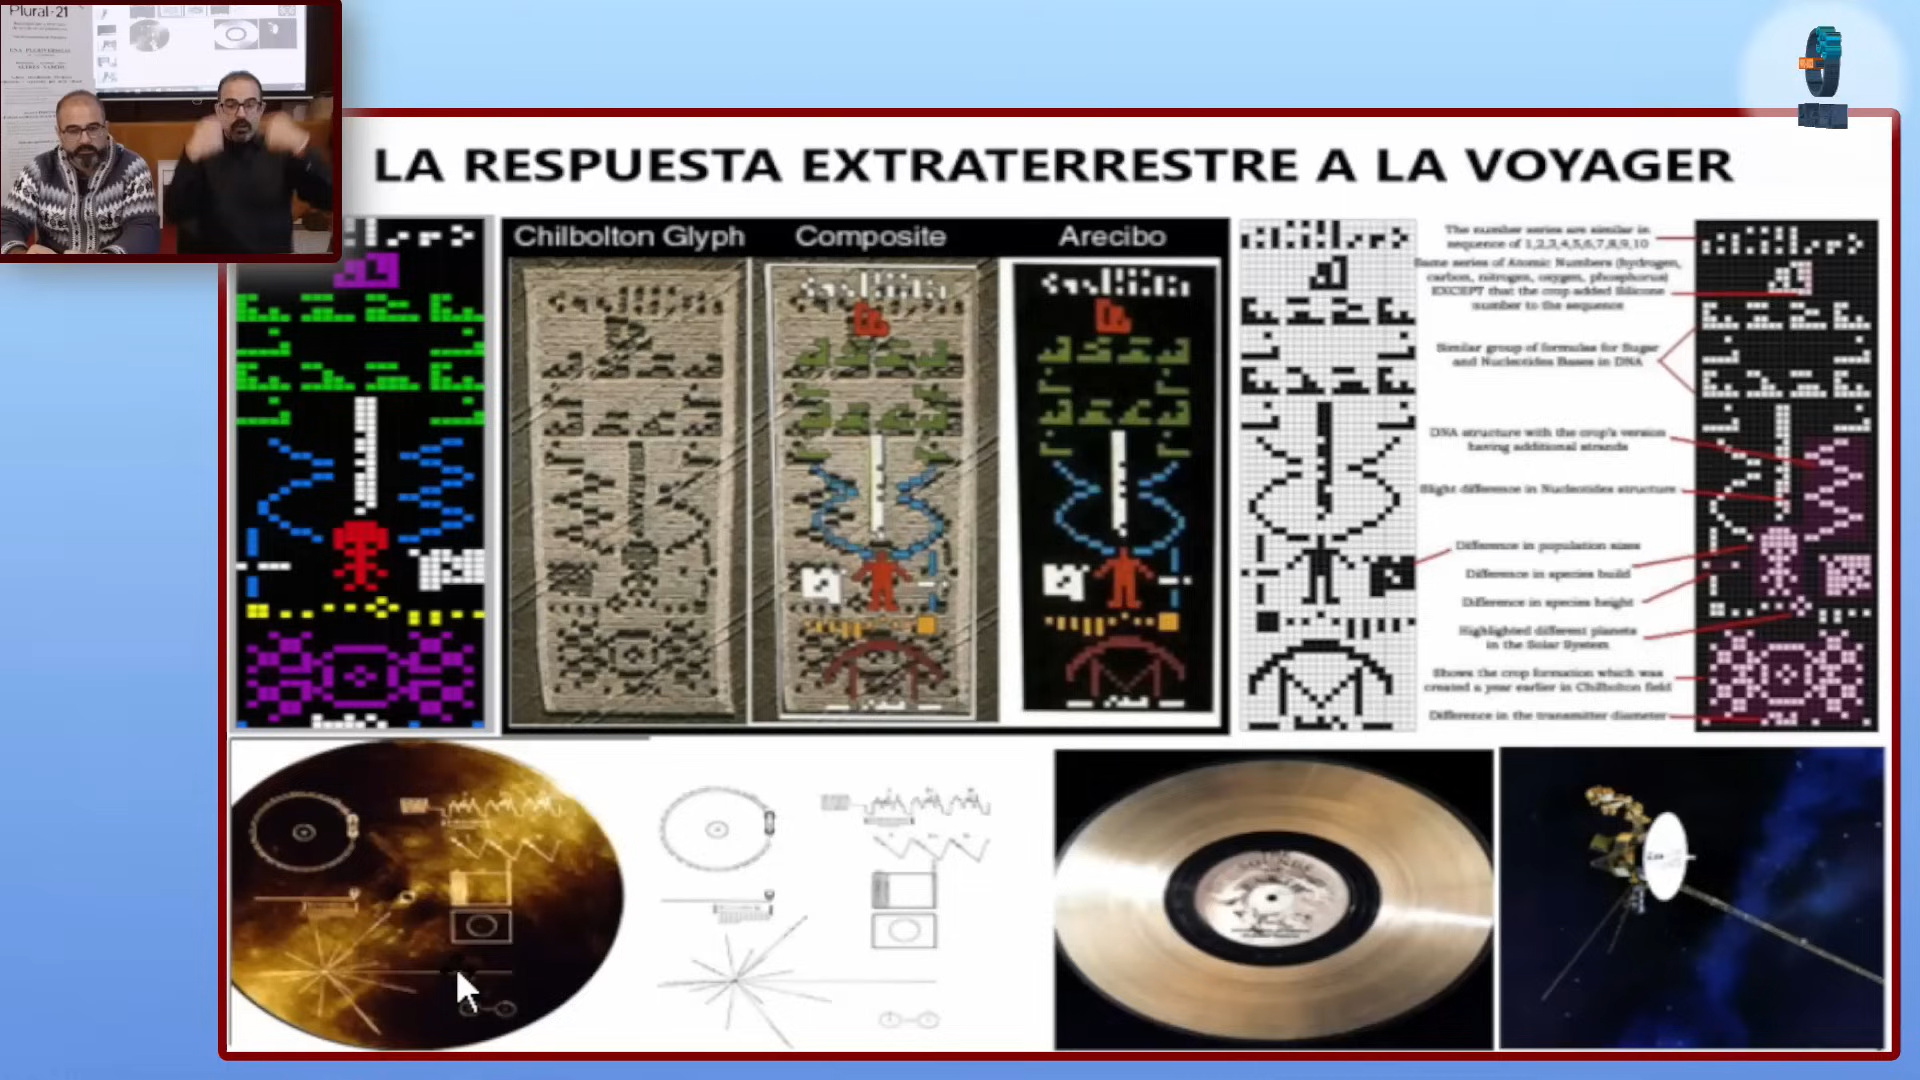 Plural-21
LA RESPUESTA EXTRATERRESTRE A LA VOYAGER
Chilbolton Glyph
Composite
Arecibo
The number series are similar in
sequence of 1,2,3,4,5,6,7,8,9,10
Same series of Atomic Numbers (hydrogen,
carbon, nitrogen, oxygen, phosphorus)
EXCEPT that the crop added Silicone
number to the sequence
Similar group of formulas for Sugar
and Nucleotides Bases in DNA
DNA structure with the crop's version
having additional strands
Slight difference in Nucleotides structure
Difference in population sizes
Difference in species build
Difference in species height
Highlighted different planets
in the Solar System
Shows the crop formation which was
created a year earlier in Chilbolton field
Difference in the transmitter diameter